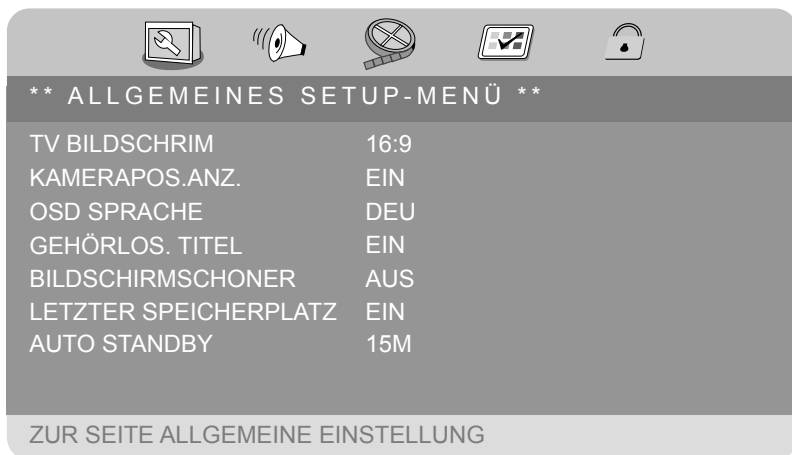 ** ALLGEMEINES SETUP-MENÜ **
TV BILDSCHRIM 16:9
KAMERAPOS.ANZ. EIN
OSD SPRACHE DEU
GEHÖRLOS. TITEL EIN
BILDSCHIRMSCHONER AUS
LETZTER SPEICHERPLATZ EIN
AUTO STANDBY 15M
ZUR SEITE ALLGEMEINE EINSTELLUNG